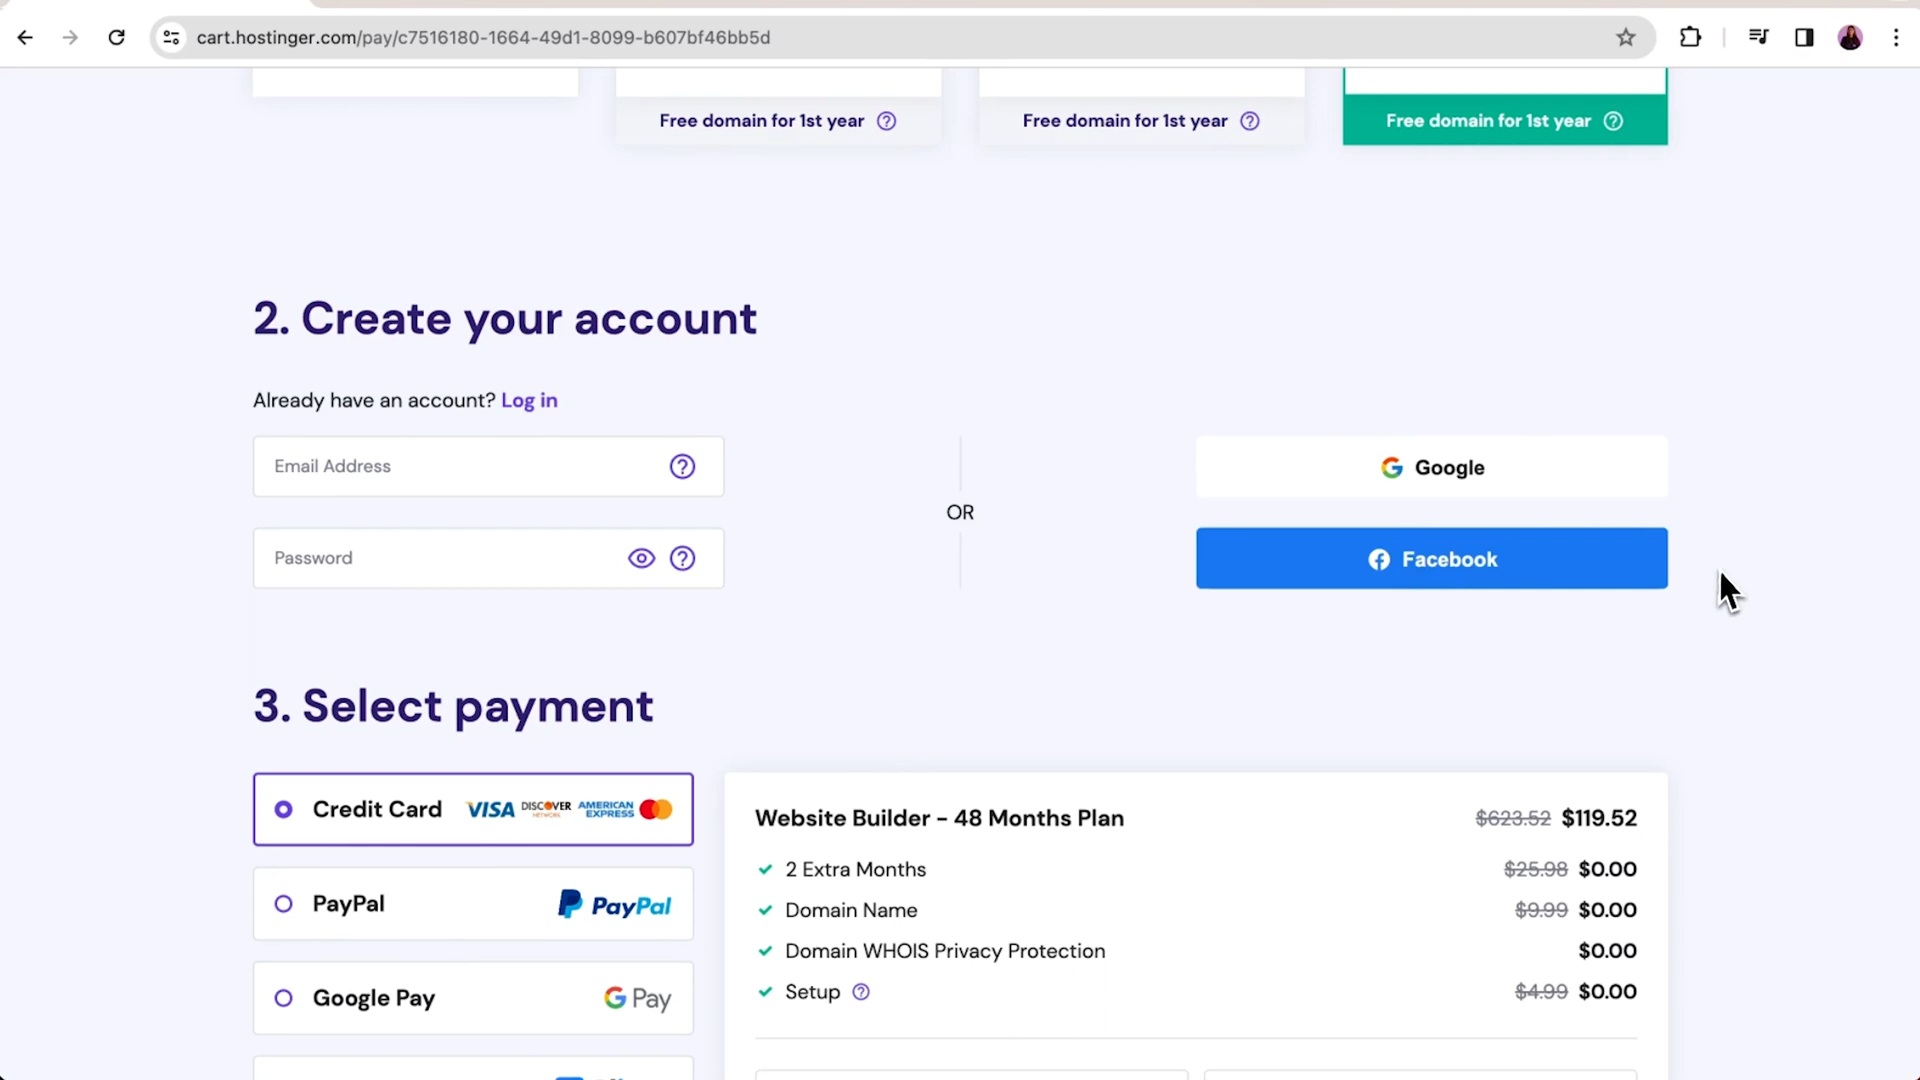 cart.hostinger.com/pay/c7516180-1664-49d1-8099-b607bf46bb5d
Free domain for 1st year
Free domain for 1st year
Free domain for 1st year
2. Create your account
Already have an account? Log in
Email Address
Google
OR
Password
Facebook
3. Select payment
Credit Card VISA DISCOVER NETWORK AMERICAN EXPRESS
Website Builder - 48 Months Plan $623.52 $119.52
2 Extra Months $25.98 $0.00
PayPal PayPal
Domain Name $9.99 $0.00
Domain WHOIS Privacy Protection $0.00
Google Pay G Pay
Setup $4.99 $0.00